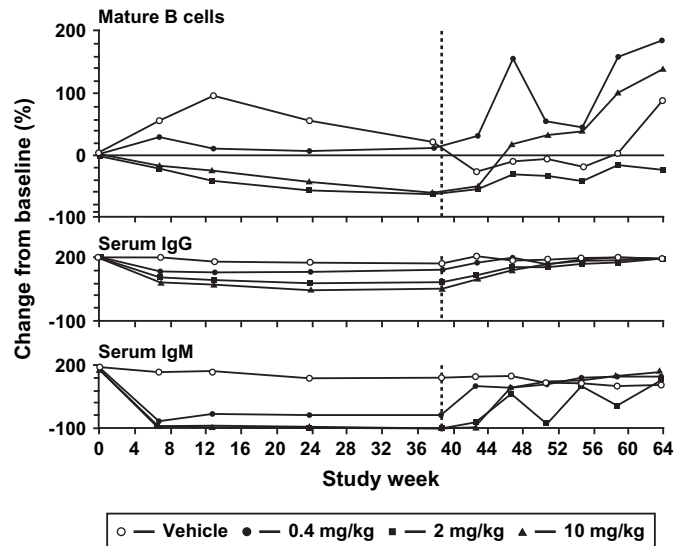 Mature B cells
200
100
0
-100
Serum IgG
200
-100
Serum IgM
200
-100
0 4 8 12 16 20 24 28 32 36 40 44 48 52 56 60 64
Change from baseline (%)
Study week
Vehicle 0.4 mg/kg 2 mg/kg 10 mg/kg